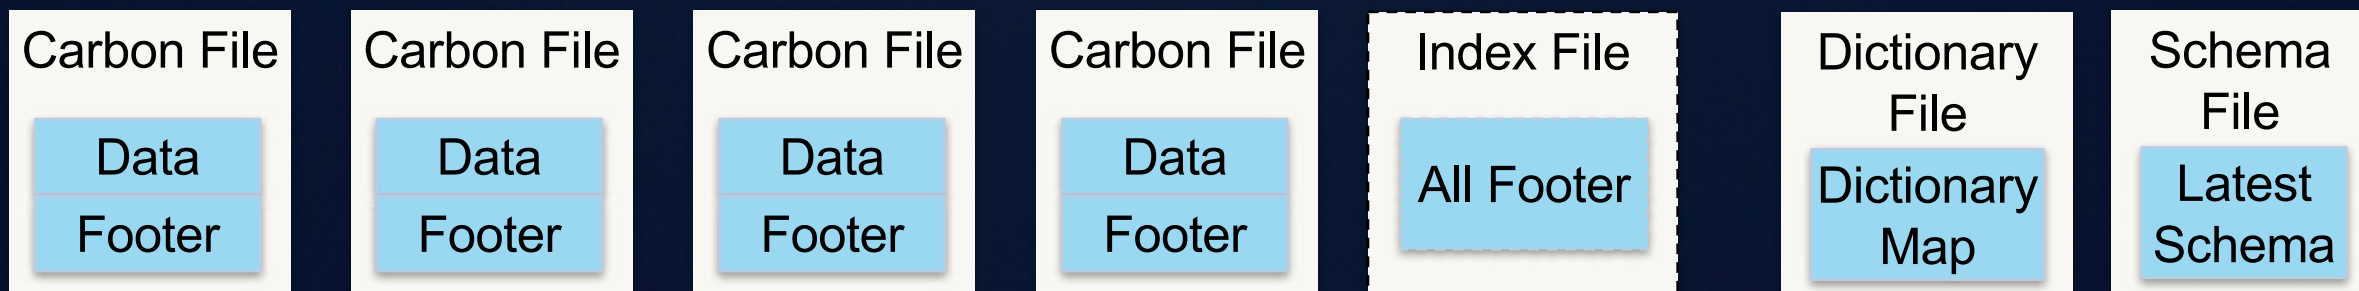 Carbon File
Data
Footer
Carbon File
Data
Footer
Carbon File
Data
Footer
Carbon File
Data
Footer
Index File
All Footer
Dictionary
File
Dictionary
Map
Schema
File
Latest
Schema